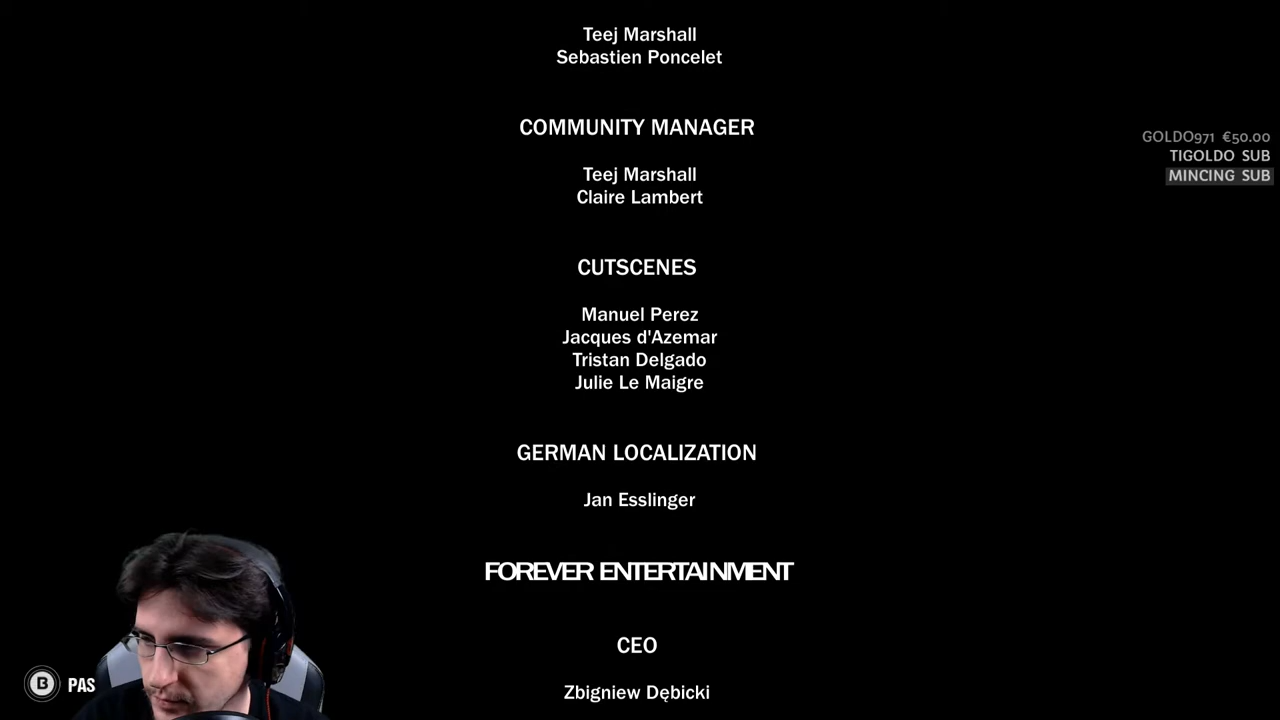 Teej Marshall
Sebastien Poncelet
COMMUNITY MANAGER
GOLDO971 €50.00
TIGOLDO SUB
MINCING SUB
Teej Marshall
Claire Lambert
CUTSCENES
Manuel Perez
Jacques d'Azemar
Tristan Delgado
Julie Le Maigre
GERMAN LOCALIZATION
Jan Esslinger
FOREVER ENTERTAINMENT
CEO
B PAS
Zbigniew Dębicki